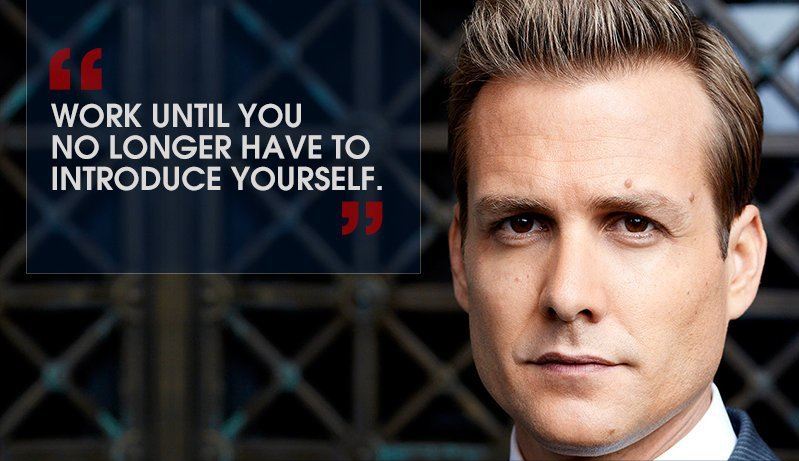 “
WORK UNTIL YOU
NO LONGER HAVE TO
INTRODUCE YOURSELF.
”